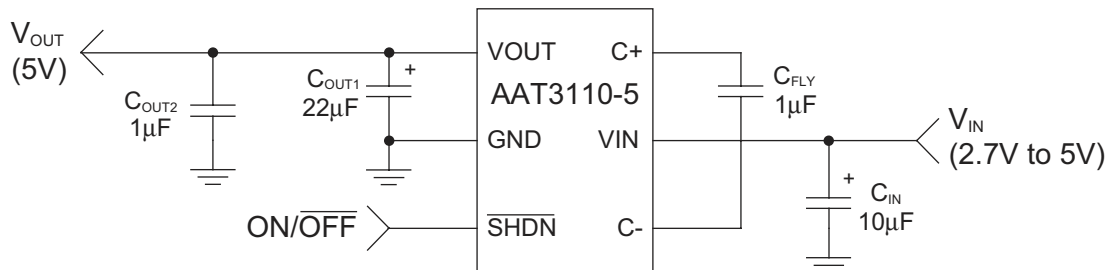 VOUT
(5V)
COUT2
1µF
COUT1
22µF
+
VOUT
C+
AAT3110-5
GND
VIN
SHDN
C-
CFLY
1µF
VIN
(2.7V to 5V)
+
CIN
10µF
ON/OFF